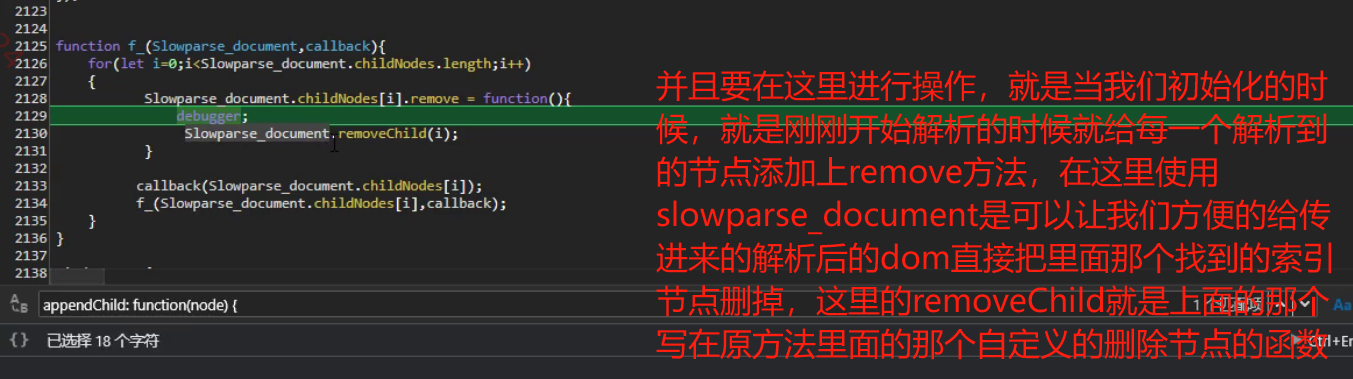 2123
2124
2125 function f_(Slowparse_document,callback){
2126 for(let i=0;i<Slowparse_document.childNodes.length;i++)
2127 {
2128 Slowparse_document.childNodes[i].remove = function(){
2129 debugger;
2130 Slowparse_document.removeChild(i);
2131 }
2132
2133 callback(Slowparse_document.childNodes[i]);
2134 f_(Slowparse_document.childNodes[i],callback);
2135 }
2136 }
2137
2138
并且要在这里进行操作，就是当我们初始化的时
候，就是刚刚开始解析的时候就给每一个解析到
的节点添加上remove方法，在这里使用
slowparse_document是可以让我们方便的给传
进来的解析后的dom直接把里面那个找到的索引
节点删掉，这里的removeChild就是上面的那个
写在原方法里面的那个自定义的删除节点的函数
appendChild: function(node) {
1 个匹配项
Aa
{} 已选择 18 个字符
Ctrl+En